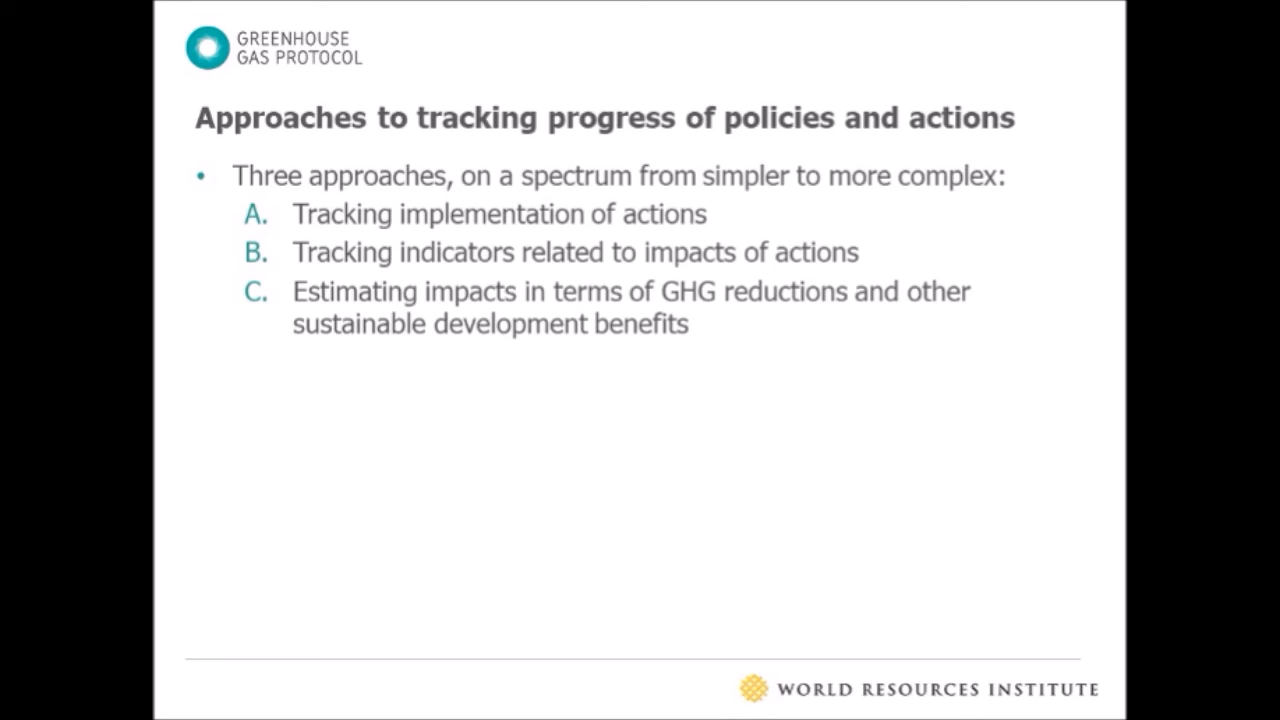 GREENHOUSE
GAS PROTOCOL
Approaches to tracking progress of policies and actions
• Three approaches, on a spectrum from simpler to more complex:
A. Tracking implementation of actions
B. Tracking indicators related to impacts of actions
C. Estimating impacts in terms of GHG reductions and other
sustainable development benefits
WORLD RESOURCES INSTITUTE